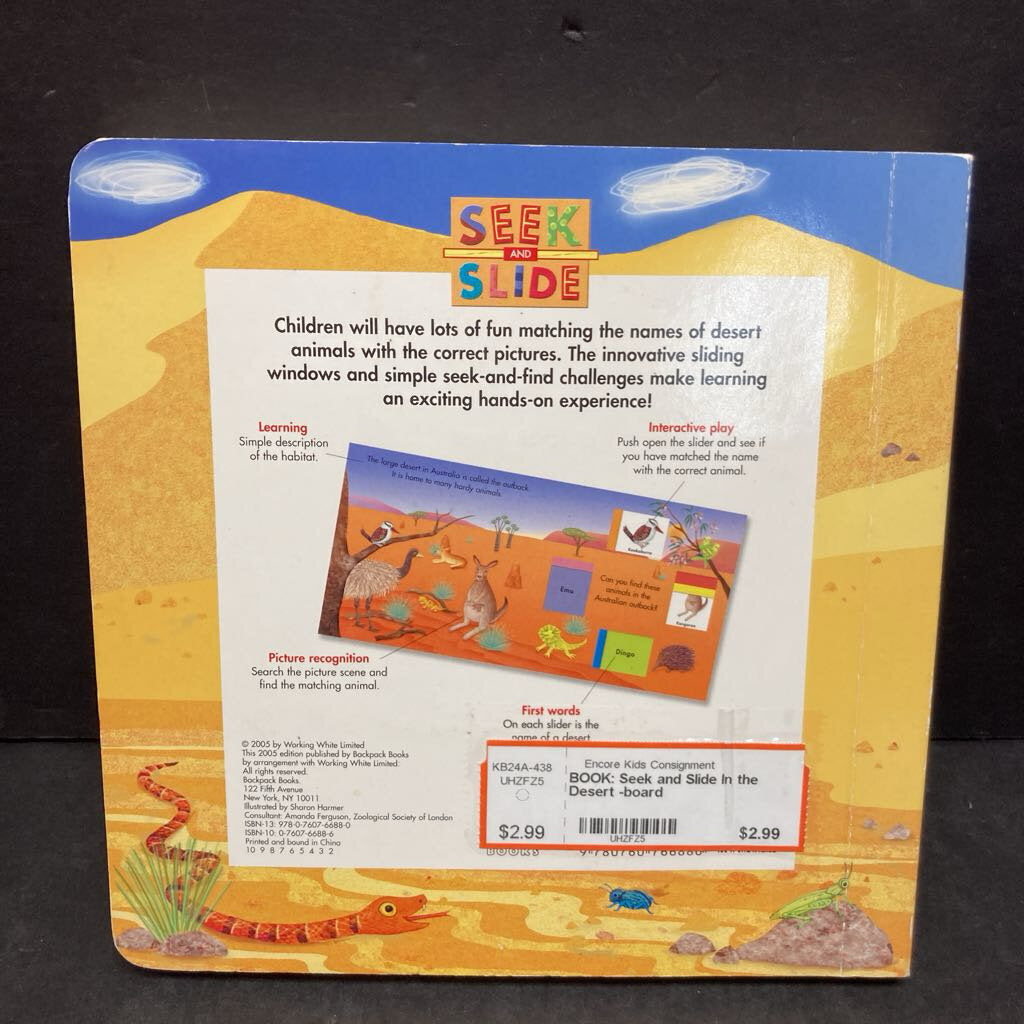 SEEK
AND
SLIDE
Children will have lots of fun matching the names of desert
animals with the correct pictures. The innovative sliding
windows and simple seek-and-find challenges make learning
an exciting hands-on experience!
Learning
Simple description
of the habitat.
Interactive play
Push open the slider and see if
you have matched the name
with the correct animal.
The large desert in Australia is called the outback.
It is home to many hardy animals.
Kookaburra
Emu
Can you find these
animals in the
Australian outback?
Kangaroo
Dingo
Picture recognition
Search the picture scene and
find the matching animal.
First words
On each slider is the
name of a desert
© 2005 by Working White Limited
This 2005 edition published by Backpack Books
by arrangement with Working White Limited.
All rights reserved.
Backpack Books.
122 Fifth Avenue
New York, NY 10011
Illustrated by Sharon Harmer
Consultant: Amanda Ferguson, Zoological Society of London
ISBN-13: 978-0-7607-6688-0
ISBN-10: 0-7607-6688-6
Printed and bound in China
10 9 8 7 6 5 4 3 2
KB24A-438
UHZFZ5
$2.99
Encore Kids Consignment
BOOK: Seek and Slide In the
Desert -board
UHZFZ5
$2.99
BOOKS
9 780760 766880